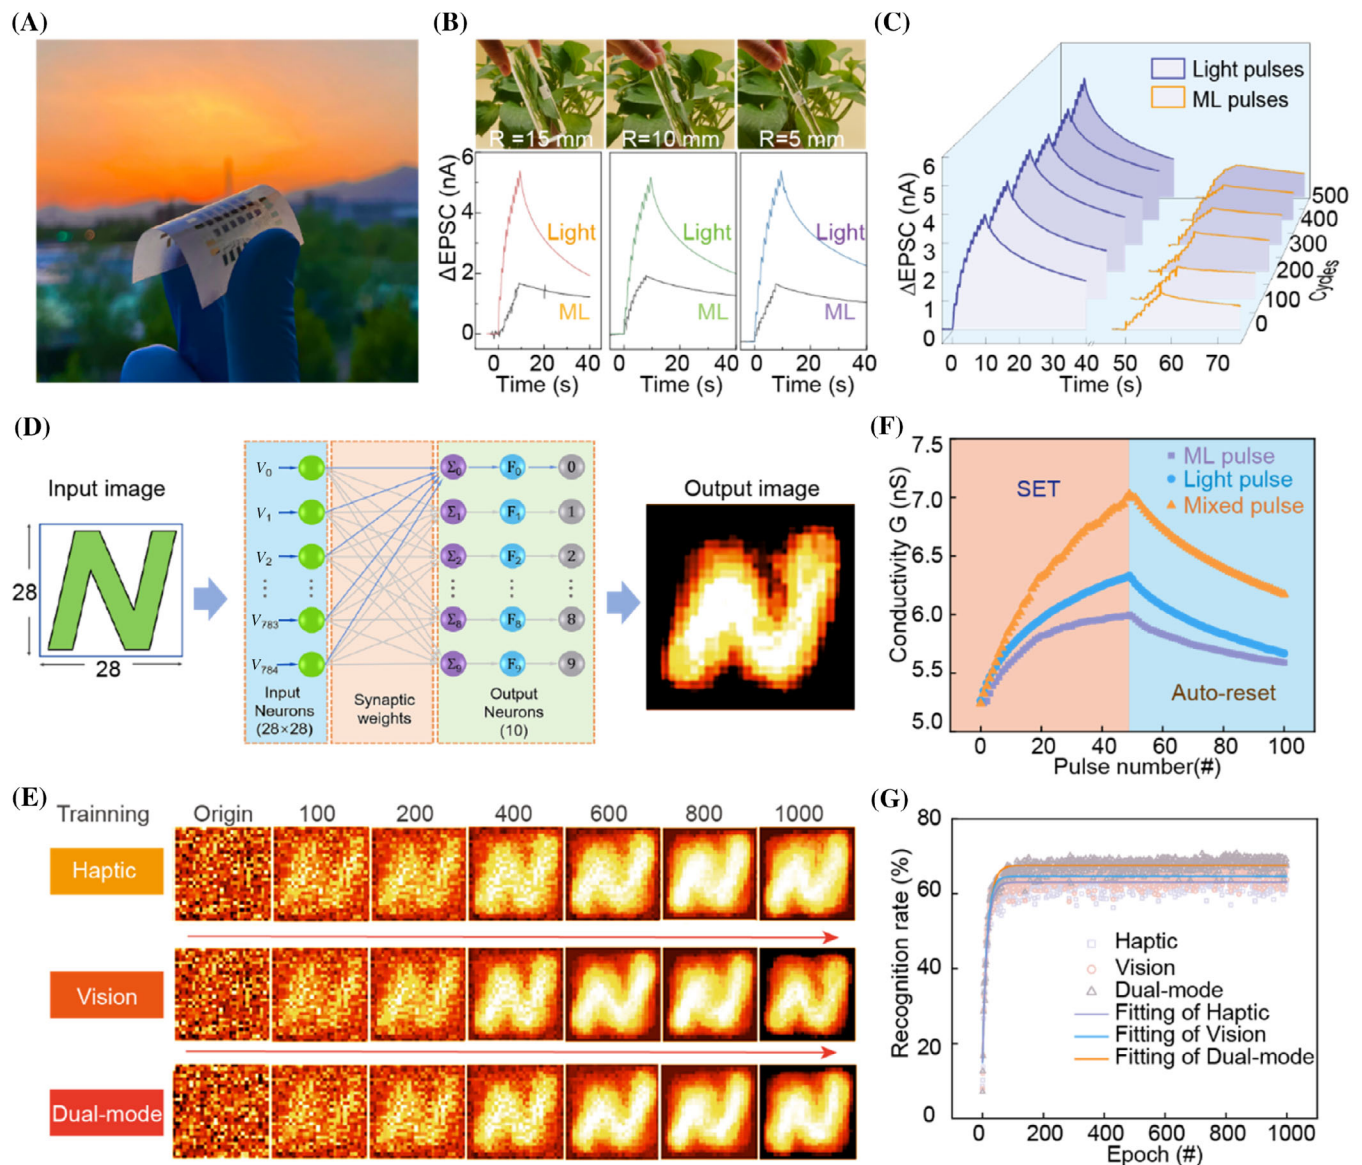 (A)
(B)
R =15 mm
R=10 mm
R=5 mm
ΔEPSC (nA)
6
4
2
0
Light
ML
Light
ML
Light
ML
0 20 40
0 20 40
0 20 40
Time (s)
Time (s)
Time (s)
(C)
Light pulses
ML pulses
ΔEPSC (nA)
6
5
4
3
2
1
0
0 10 20 30 40 50 60 70
Time (s)
500
400
300
200
100
0
Cycles
(D)
Input image
28
28
V0
V1
V2
V783
V784
Input
Neurons
(28×28)
Synaptic
weights
Σ0 F0 0
Σ1 F1 1
Σ2 F2 2
Σ8 F8 8
Σ9 F9 9
Output
Neurons
(10)
Output image
(F)
7.5
7.0
6.5
6.0
5.5
5.0
Conductivity G (nS)
SET
ML pulse
Light pulse
Mixed pulse
Auto-reset
0 20 40 60 80 100
Pulse number(#)
(E)
Trainning Origin 100 200 400 600 800 1000
Haptic
Vision
Dual-mode
(G)
80
60
40
20
0
Recognition rate (%)
Haptic
Vision
Dual-mode
Fitting of Haptic
Fitting of Vision
Fitting of Dual-mode
0 200 400 600 800 1000
Epoch (#)